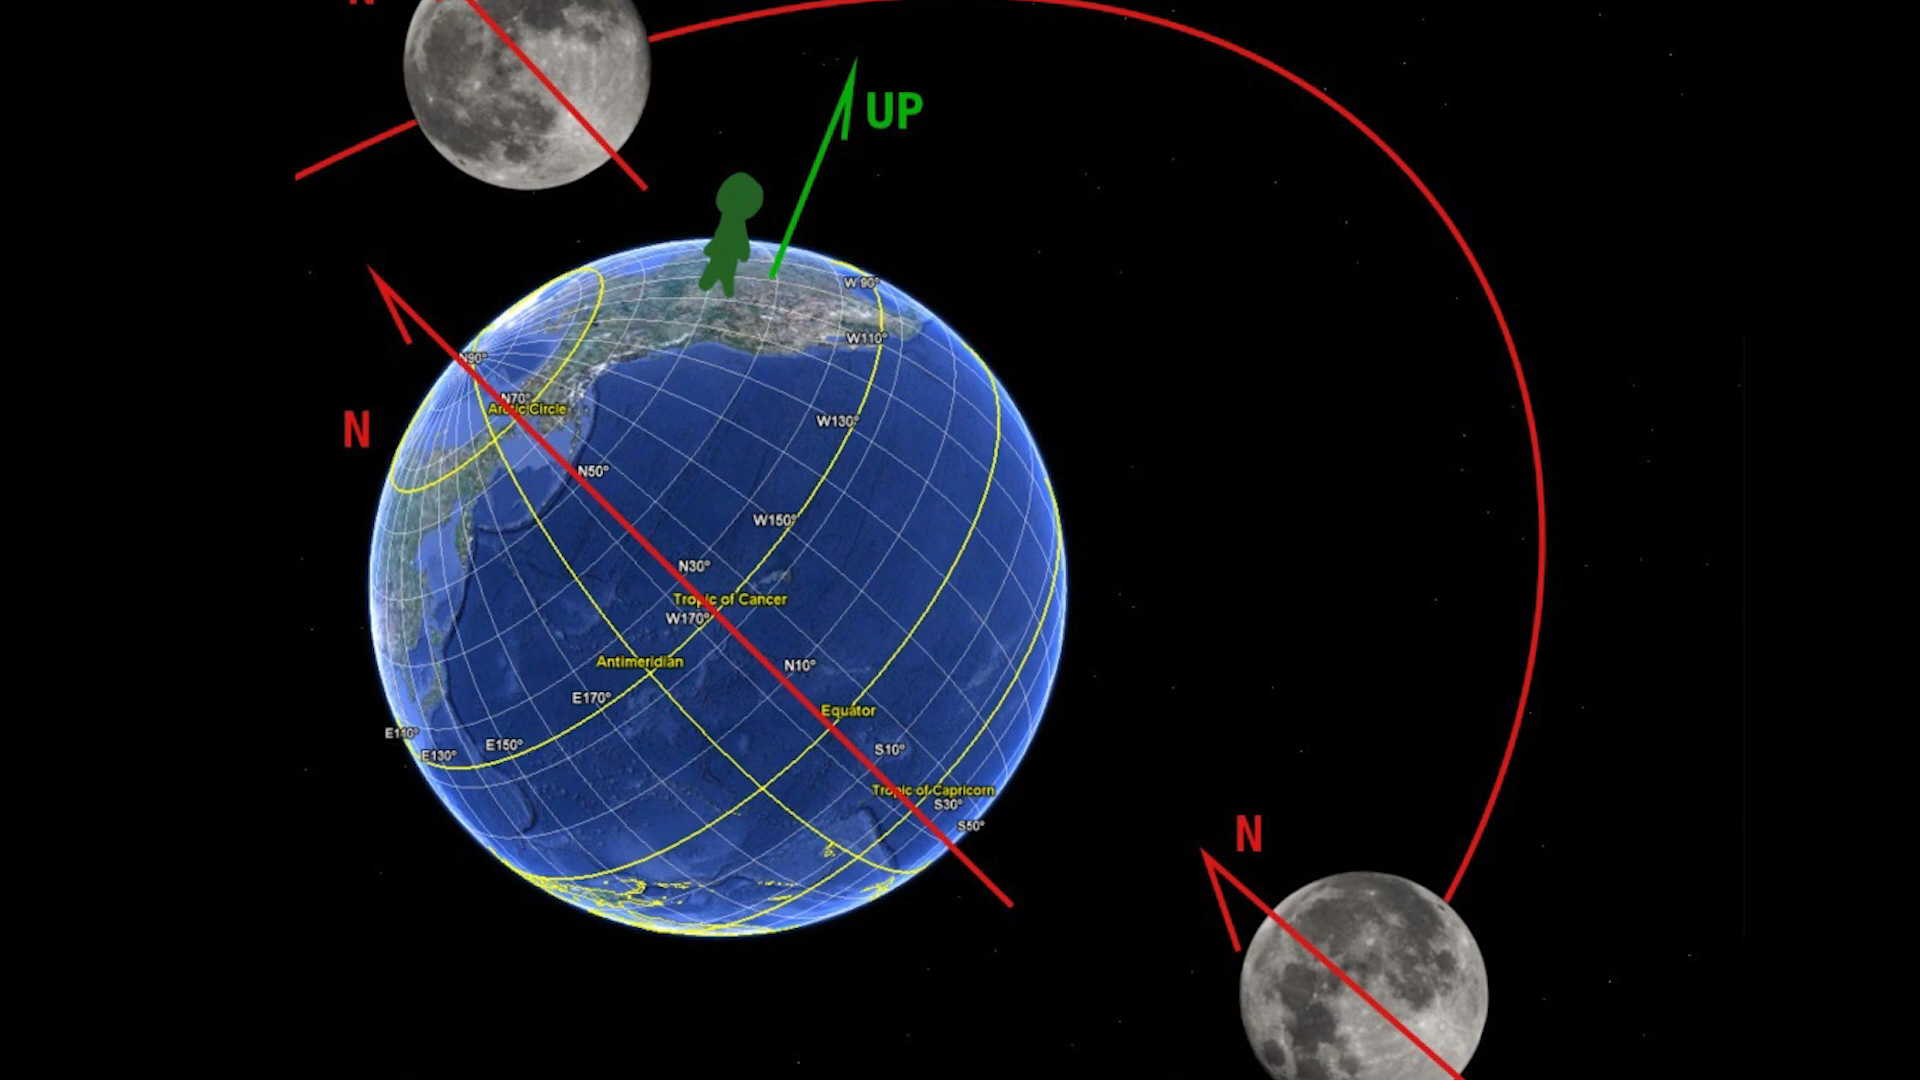 N
UP
W 90°
W110°
N90°
N70°
Arctic Circle
W130°
N
N50°
W150°
N30°
Tropic of Cancer
W170°
Antimeridian
N10°
E170°
Equator
E110°
E130°
E150°
S10°
Tropic of Capricorn
S30°
S50°
N